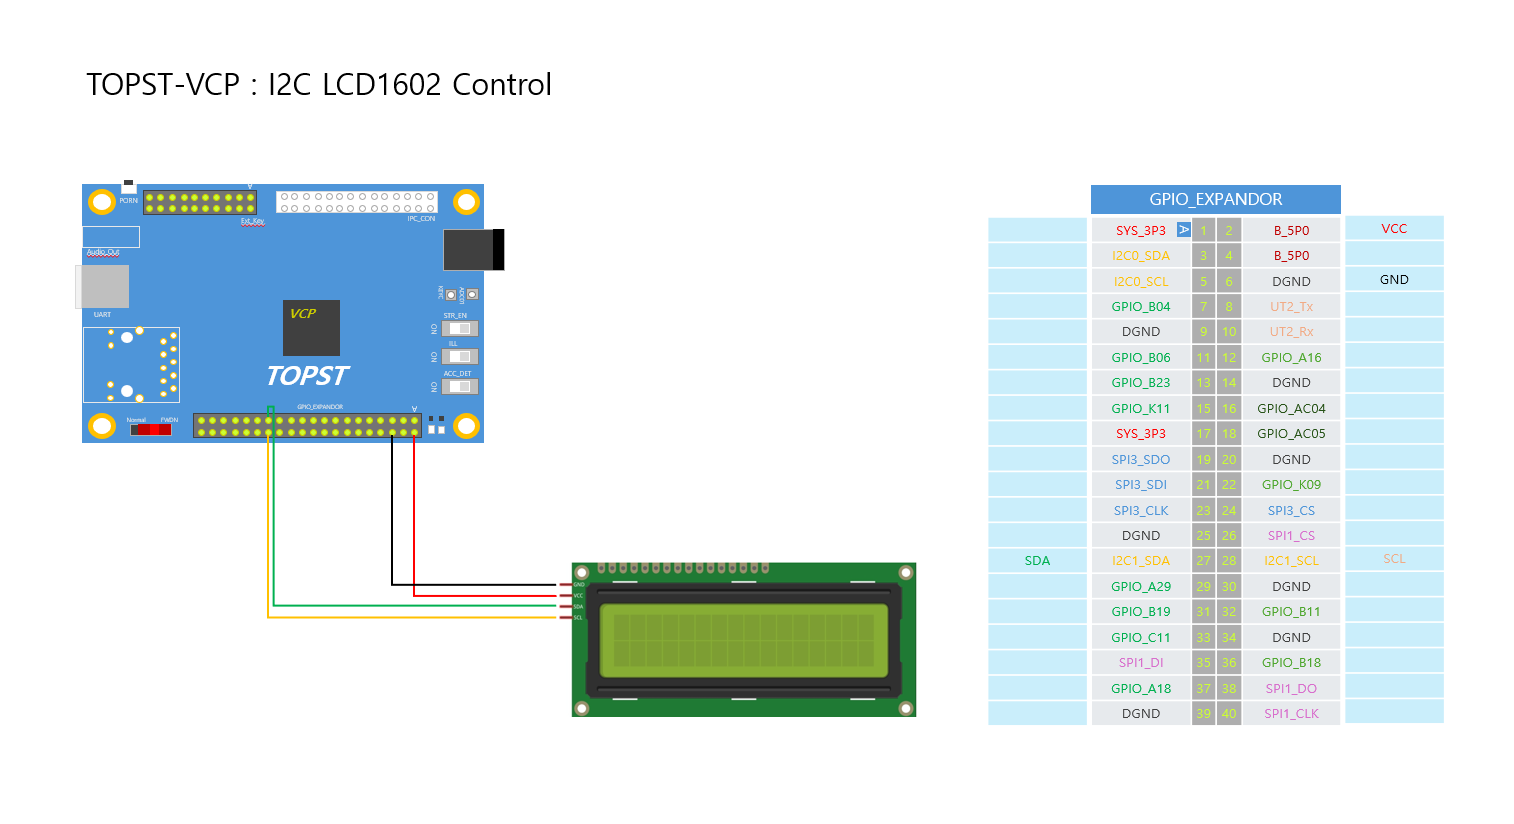 TOPST-VCP : I2C LCD1602 Control
PORN
A
Ext_Key
IPC_CON
Audio_Out
UART
VCP
TOPST
STR_EN
ON
ILL
ON
ACC_DET
ON
Normal
FWDN
GPIO_EXPANDOR
A
GND
VCC
SDA
SCL
GPIO_EXPANDOR
SYS_3P3 A 1 2 B_5P0 VCC
I2C0_SDA 3 4 B_5P0
I2C0_SCL 5 6 DGND GND
GPIO_B04 7 8 UT2_Tx
DGND 9 10 UT2_Rx
GPIO_B06 11 12 GPIO_A16
GPIO_B23 13 14 DGND
GPIO_K11 15 16 GPIO_AC04
SYS_3P3 17 18 GPIO_AC05
SPI3_SDO 19 20 DGND
SPI3_SDI 21 22 GPIO_K09
SPI3_CLK 23 24 SPI3_CS
DGND 25 26 SPI1_CS
SDA I2C1_SDA 27 28 I2C1_SCL SCL
GPIO_A29 29 30 DGND
GPIO_B19 31 32 GPIO_B11
GPIO_C11 33 34 DGND
SPI1_DI 35 36 GPIO_B18
GPIO_A18 37 38 SPI1_DO
DGND 39 40 SPI1_CLK